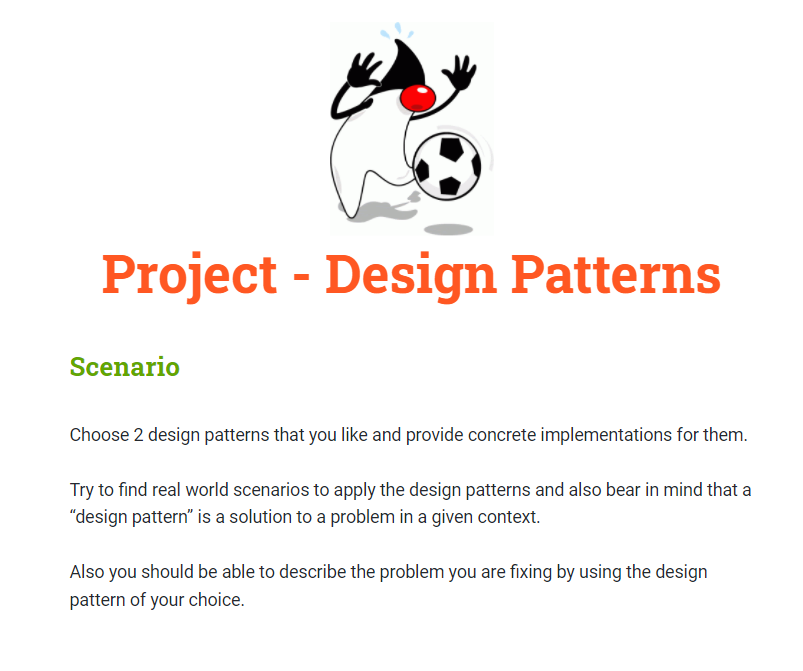 Project - Design Patterns
Scenario
Choose 2 design patterns that you like and provide concrete implementations for them.
Try to find real world scenarios to apply the design patterns and also bear in mind that a
“design pattern” is a solution to a problem in a given context.
Also you should be able to describe the problem you are fixing by using the design
pattern of your choice.